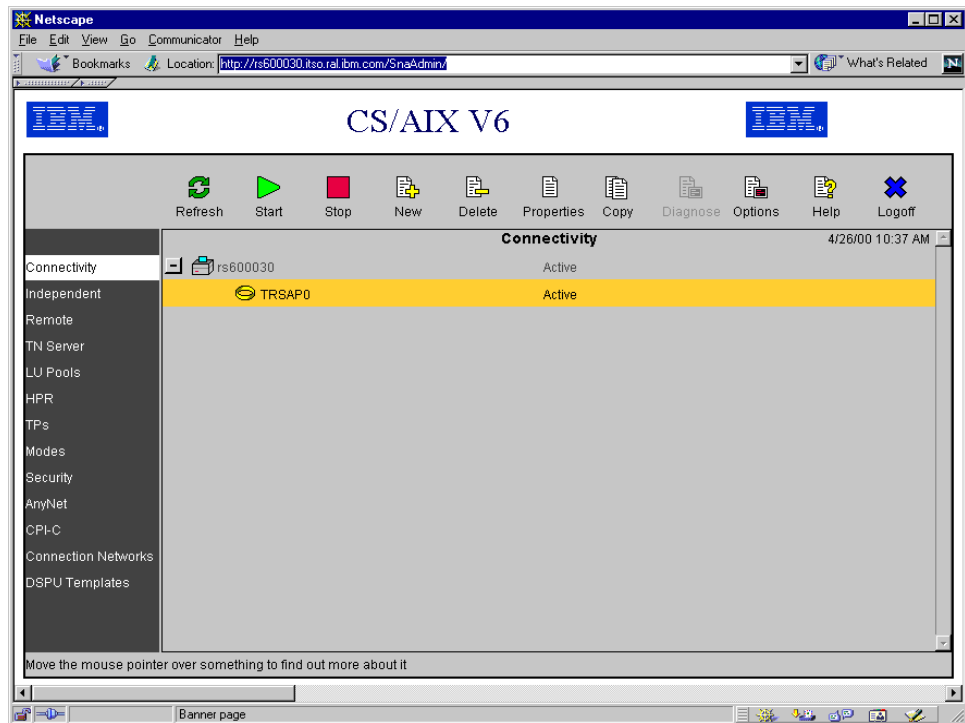 Netscape
File Edit View Go Communicator Help
Bookmarks Location: http://rs600030.itso.ral.ibm.com/SnaAdmin/ What's Related N
IBM CS/AIX V6 IBM
Refresh Start Stop New Delete Properties Copy Diagnose Options Help Logoff
Connectivity 4/26/00 10:37 AM
Connectivity
rs600030 Active
Independent
TRSAP0 Active
Remote
TN Server
LU Pools
HPR
TPs
Modes
Security
AnyNet
CPI-C
Connection Networks
DSPU Templates
Move the mouse pointer over something to find out more about it
Banner page